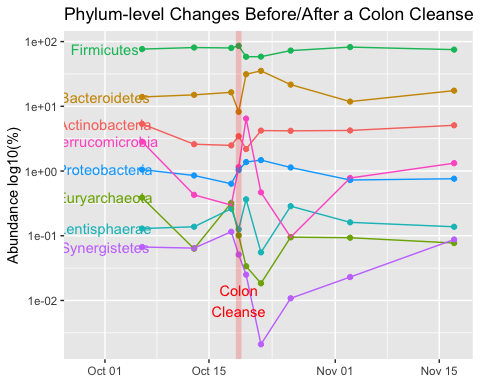 Phylum-level Changes Before/After a Colon Cleanse
Abundance log10(%)
1e+02
1e+01
1e+00
1e-01
1e-02
Firmicutes
Bacteroidetes
Actinobacteria
errucomicrobia
Proteobacteria
Euryarchaeota
entisphaerae
Synergistetes
Colon
Cleanse
Oct 01
Oct 15
Nov 01
Nov 15